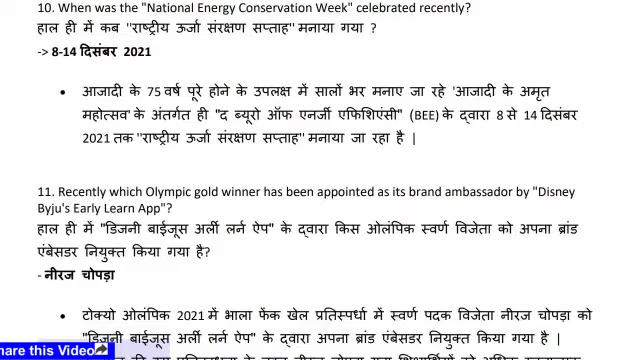 10. When was the "National Energy Conservation Week" celebrated recently?
हाल ही में कब "राष्ट्रीय ऊर्जा संरक्षण सप्ताह" मनाया गया ?
-> 8-14 दिसंबर 2021
• आजादी के 75 वर्ष पूरे होने के उपलक्ष में सालों भर मनाए जा रहे 'आजादी के अमृत
महोत्सव' के अंतर्गत ही "द ब्यूरो ऑफ एनर्जी एफिशिएंसी" (BEE) के द्वारा 8 से 14 दिसंबर
2021 तक "राष्ट्रीय ऊर्जा संरक्षण सप्ताह" मनाया जा रहा है |
11. Recently which Olympic gold winner has been appointed as its brand ambassador by "Disney
Byju's Early Learn App"?
हाल ही में "डिजनी बाईजूस अर्ली लर्न ऐप" के द्वारा किस ओलंपिक स्वर्ण विजेता को अपना ब्रांड
एंबेसडर नियुक्त किया गया है?
- नीरज चोपड़ा
• टोक्यो ओलंपिक 2021 में भाला फेंक खेल प्रतिस्पर्धा में स्वर्ण पदक विजेता नीरज चोपड़ा को
"डिजनी बाईजूस अर्ली लर्न ऐप" के द्वारा अपना ब्रांड एंबेसडर नियुक्त किया गया है |
hare this Video